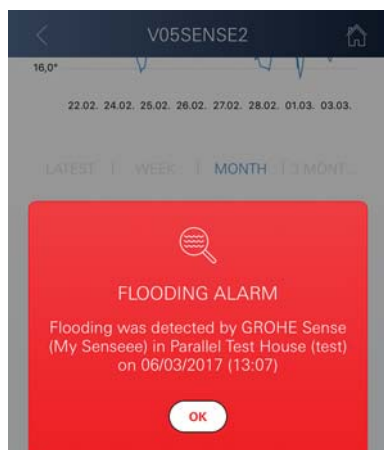 V05SENSE2
16,0°
22.02. 24.02. 25.02. 26.02. 27.02. 28.02. 01.03. 03.03.
LATEST | WEEK | MONTH | 3 MONT...
FLOODING ALARM
Flooding was detected by GROHE Sense
(My Senseee) in Parallel Test House (test)
on 06/03/2017 (13:07)
OK